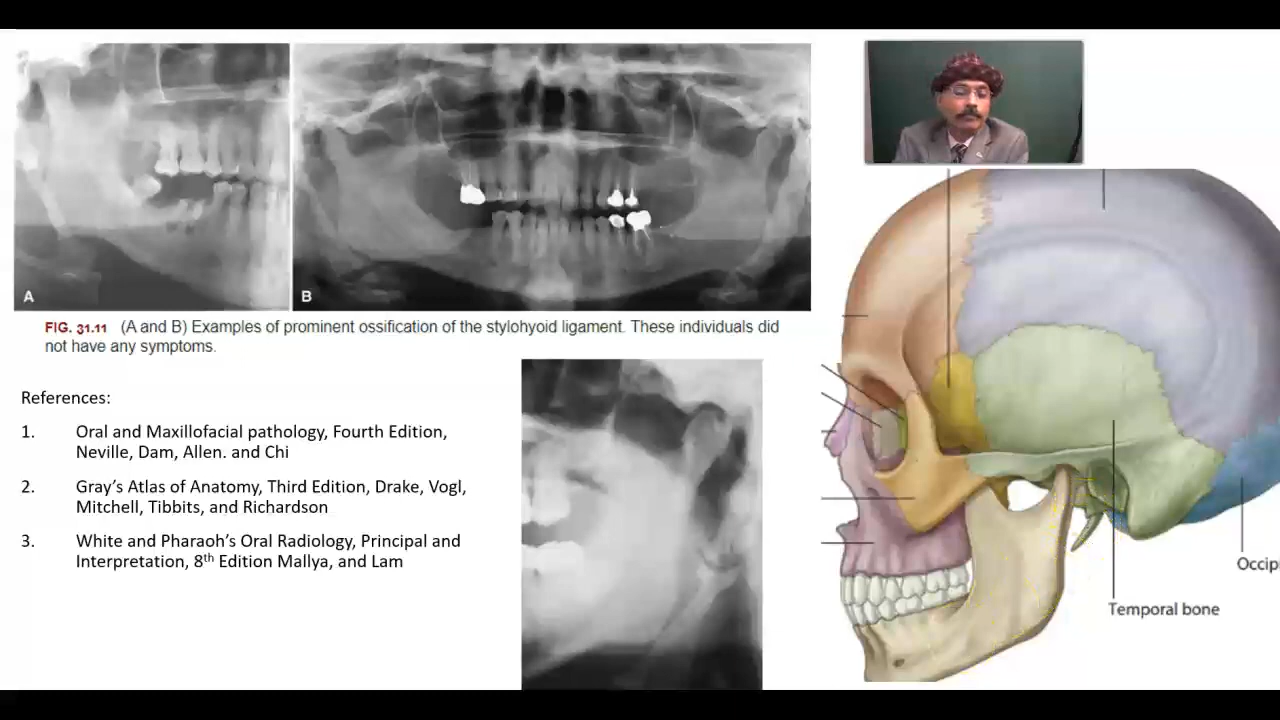 A
B
FIG. 31.11 (A and B) Examples of prominent ossification of the stylohyoid ligament. These individuals did
not have any symptoms.
References:
1. Oral and Maxillofacial pathology, Fourth Edition,
Neville, Dam, Allen. and Chi
2. Gray's Atlas of Anatomy, Third Edition, Drake, Vogl,
Mitchell, Tibbits, and Richardson
3. White and Pharaoh's Oral Radiology, Principal and
Interpretation, 8th Edition Mallya, and Lam
Occip
Temporal bone